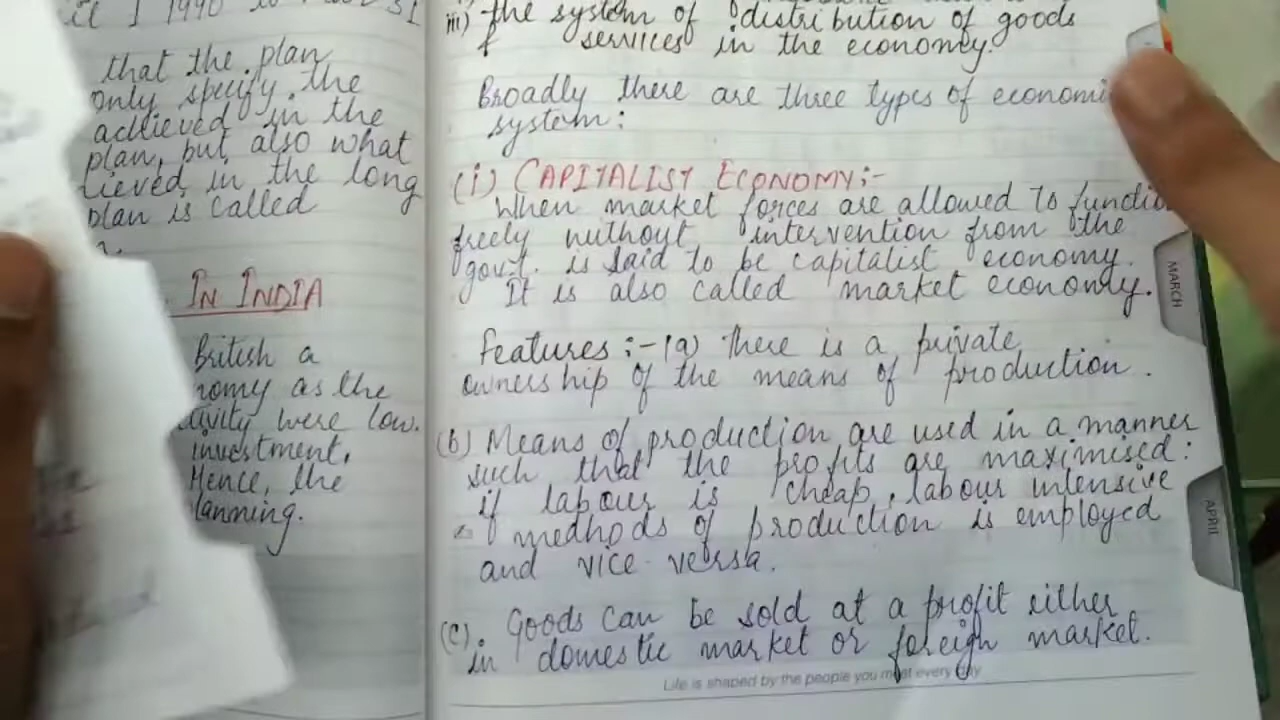 that the plan
only specify the
achieved in the
plan, but also what
lieved in the long
plan is called
IN INDIA
British a
nomy as the
tivity were low.
investment,
Hence, the
lanning.
iii) the system of distribution of goods
& services in the economy.
Broadly there are three types of economi
system:
(i) CAPITALIST ECONOMY:-
When market forces are allowed to functio
freely without intervention from the
govt. is said to be capitalist economy.
It is also called market economy.
Features :- (a) There is a private
ownership of the means of production.
(b) Means of production are used in a manner
such that the profits are maximised:
if labour is cheap, labour intensive
methods of production is employed
and vice-versa.
(c). Goods can be sold at a profit either
in domestic market or foreign market.
Life is shaped by the people you meet every day
MARCH
APRIL